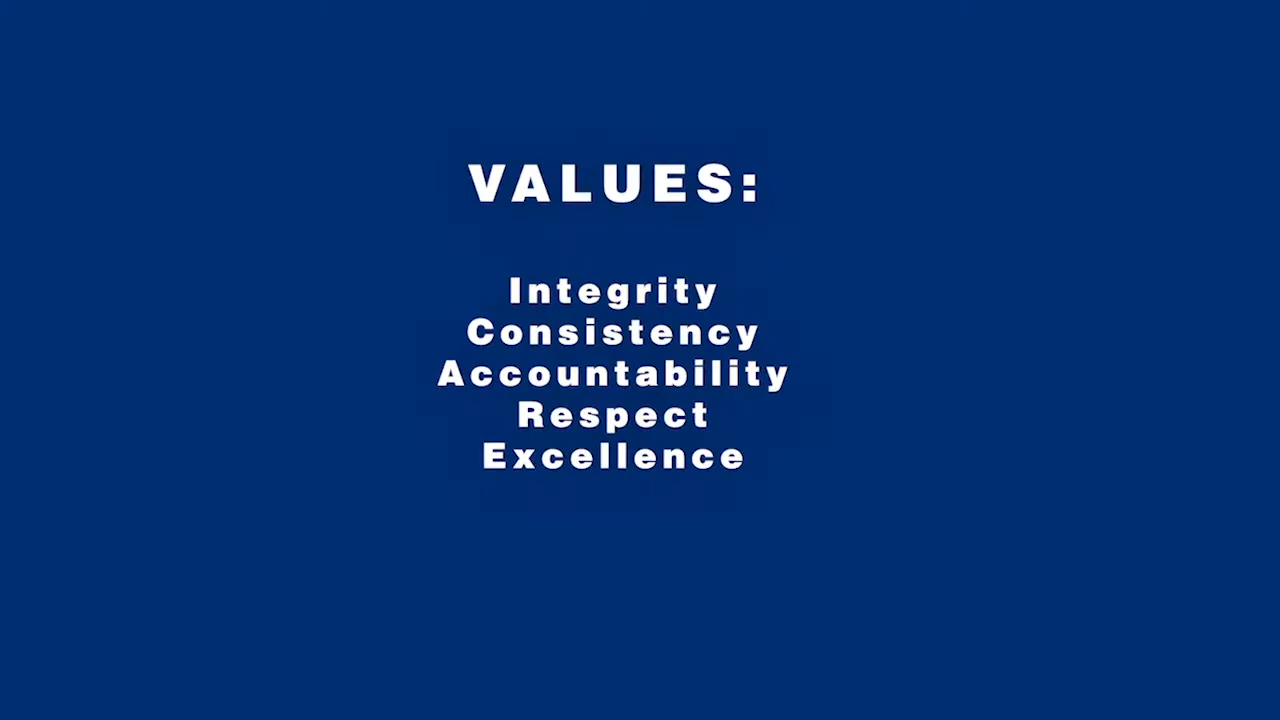 VALUES:
Integrity
Consistency
Accountability
Respect
Excellence